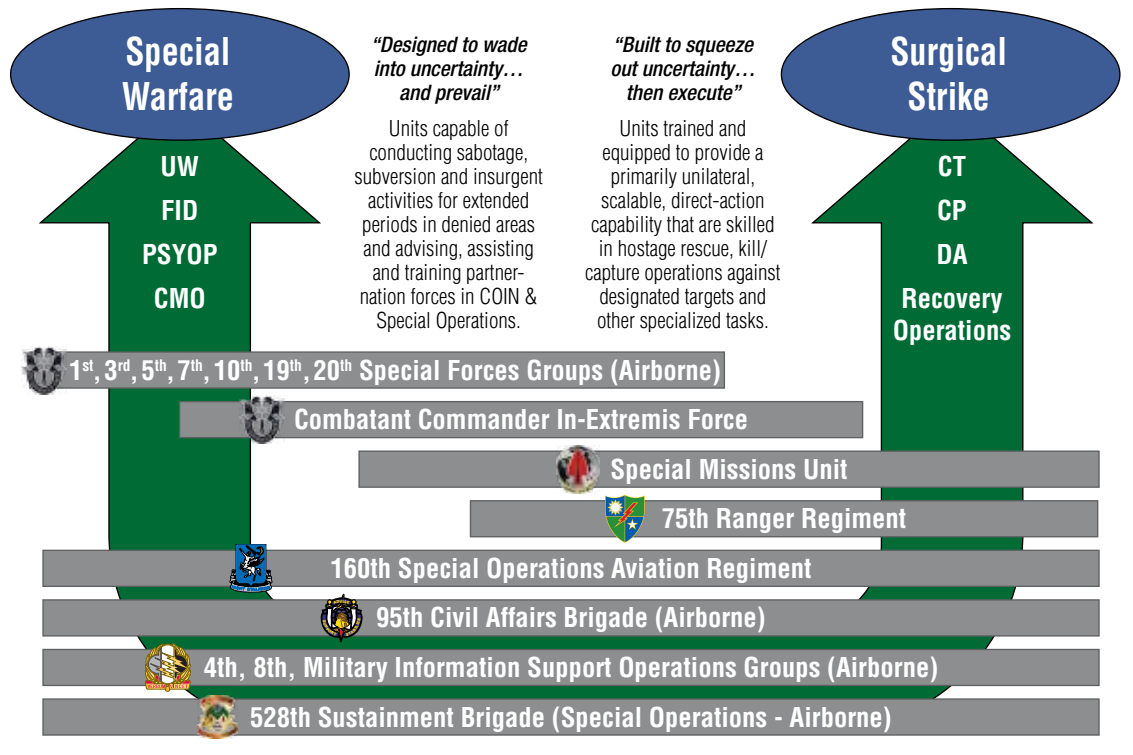 Special
Warfare
“Designed to wade
into uncertainty…
and prevail”
Units capable of
conducting sabotage,
subversion and insurgent
activities for extended
periods in denied areas
and advising, assisting
and training partner-
nation forces in COIN &
Special Operations.
“Built to squeeze
out uncertainty…
then execute”
Units trained and
equipped to provide a
primarily unilateral,
scalable, direct-action
capability that are skilled
in hostage rescue, kill/
capture operations against
designated targets and
other specialized tasks.
Surgical
Strike
UW
FID
PSYOP
CMO
CT
CP
DA
Recovery
Operations
1st, 3rd, 5th, 7th, 10th, 19th, 20th Special Forces Groups (Airborne)
Combatant Commander In-Extremis Force
Special Missions Unit
75th Ranger Regiment
160th Special Operations Aviation Regiment
95th Civil Affairs Brigade (Airborne)
4th, 8th, Military Information Support Operations Groups (Airborne)
528th Sustainment Brigade (Special Operations - Airborne)